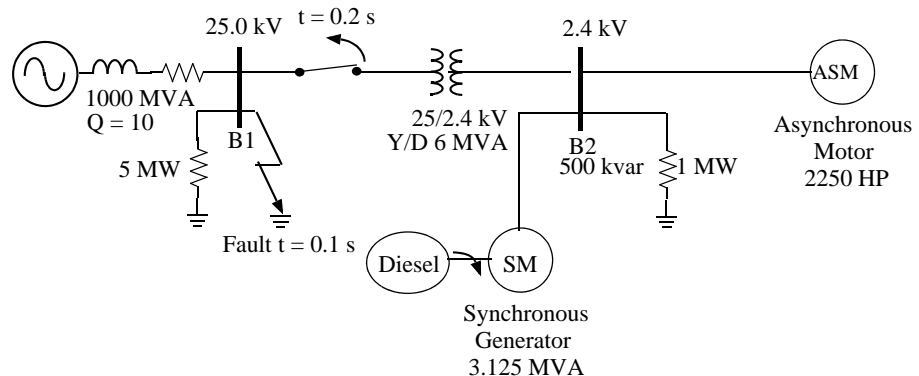 t = 0.2 s
25.0 kV
2.4 kV
ASM
1000 MVA
Q = 10
B1
25/2.4 kV
Y/D 6 MVA
B2
500 kvar
1 MW
Asynchronous
Motor
2250 HP
5 MW
Fault t = 0.1 s
Diesel
SM
Synchronous
Generator
3.125 MVA